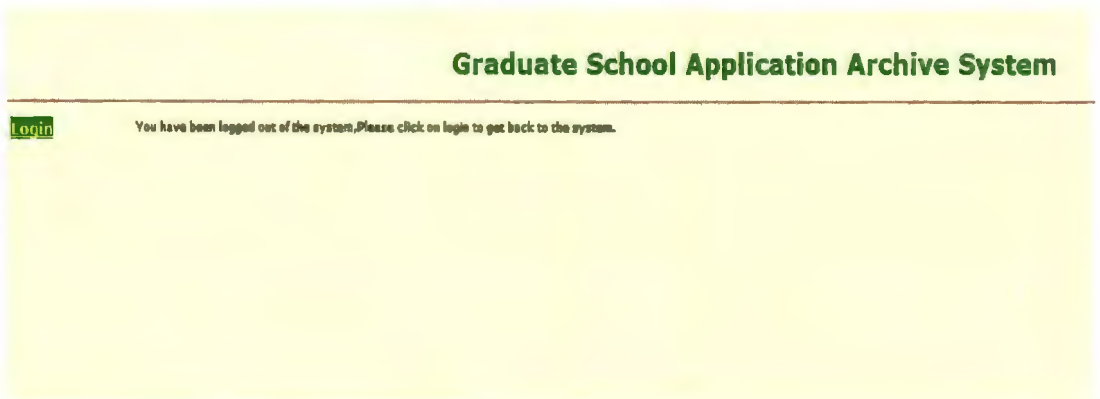 Graduate School Application Archive System
Login
You have been logged out of the system,Please click on login to get back to the system.